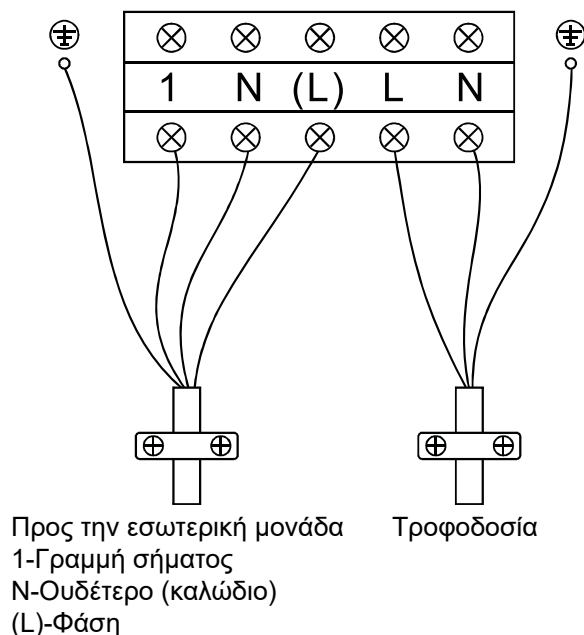 1 N (L) L N
Προς την εσωτερική μονάδα Τροφοδοσία
1-Γραμμή σήματος
N-Ουδέτερο (καλώδιο)
(L)-Φάση